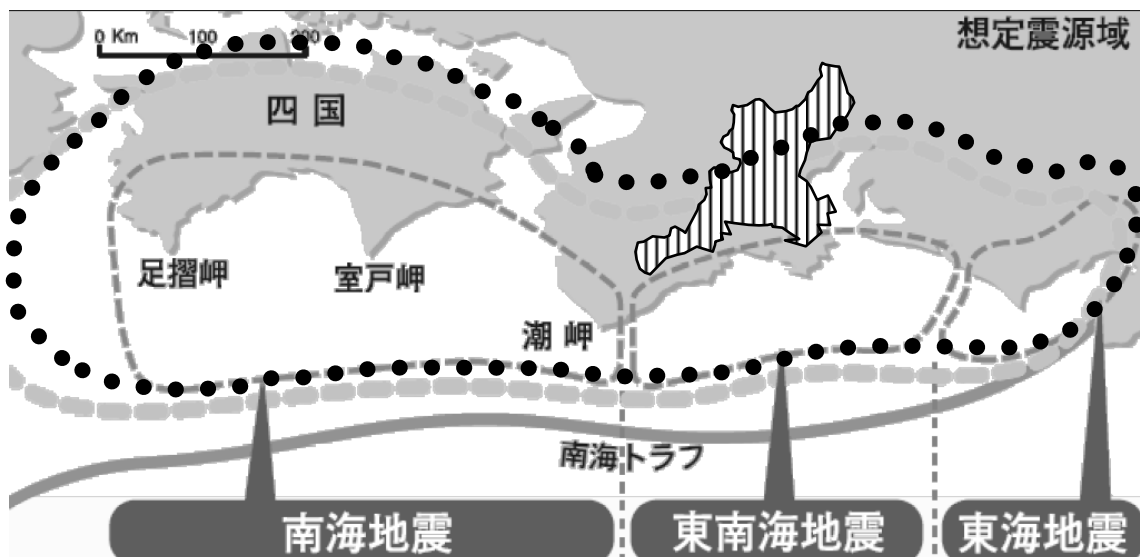 0 Km 100 200
想定震源域
四国
足摺岬
室戸岬
潮岬
南海トラフ
南海地震
東南海地震
東海地震